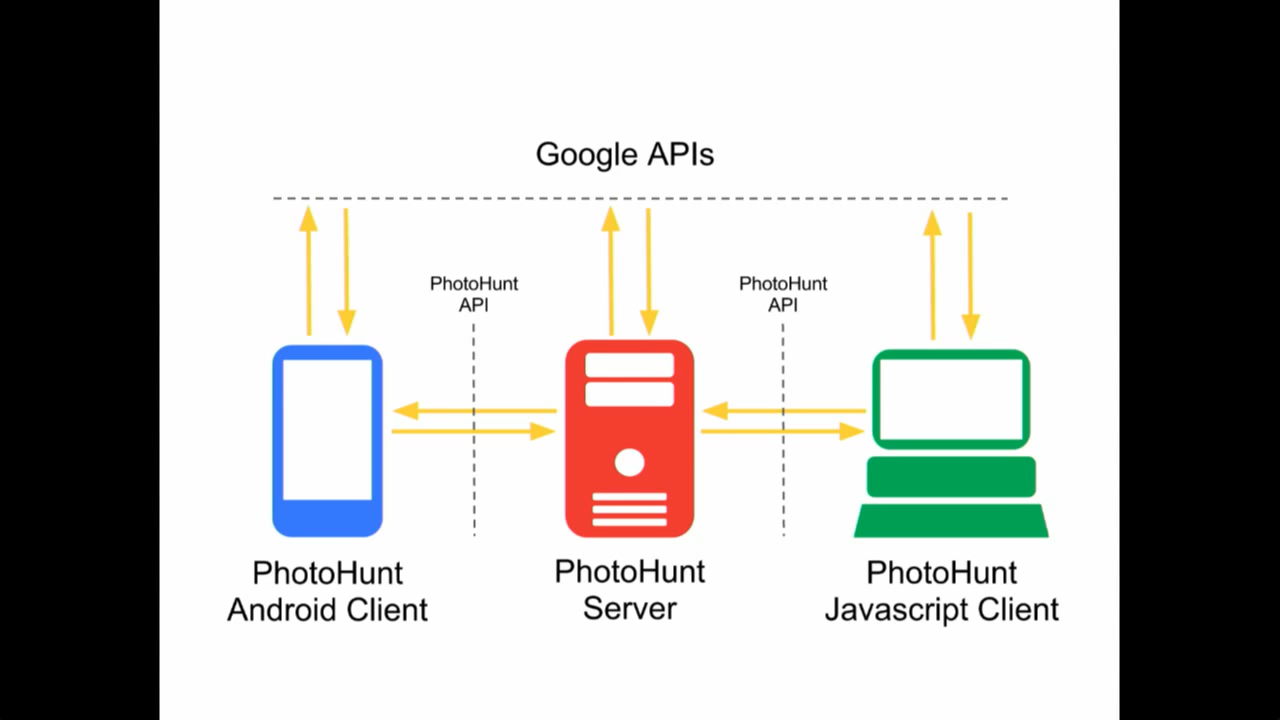 Google APIs
PhotoHunt
API
PhotoHunt
API
PhotoHunt
Android Client
PhotoHunt
Server
PhotoHunt
Javascript Client